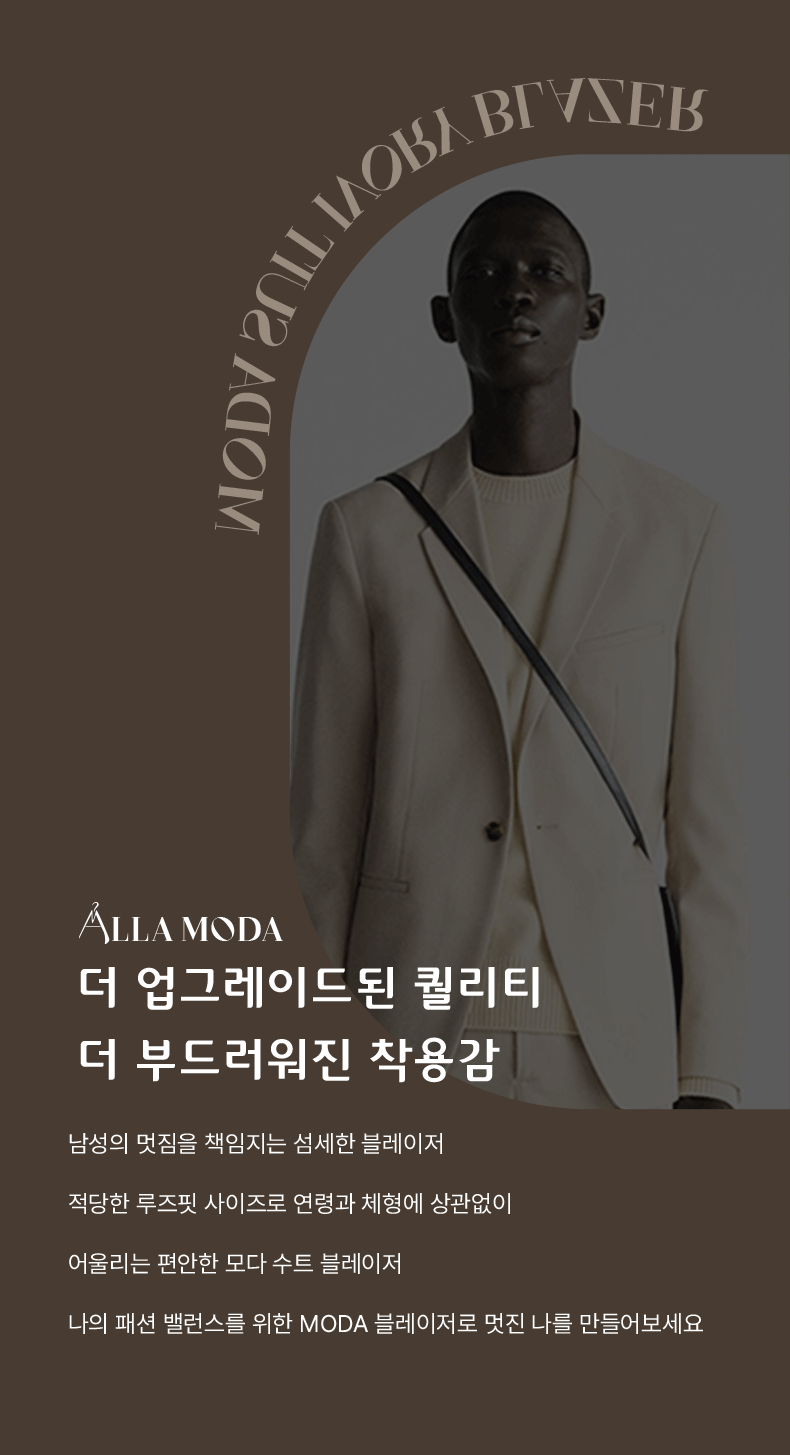 MODA SUIT IVORY BLAZER
ALLA MODA
더 업그레이드된 퀄리티
더 부드러워진 착용감
남성의 멋짐을 책임지는 섬세한 블레이저
적당한 루즈핏 사이즈로 연령과 체형에 상관없이
어울리는 편안한 모다 수트 블레이저
나의 패션 밸런스를 위한 MODA 블레이저로 멋진 나를 만들어보세요